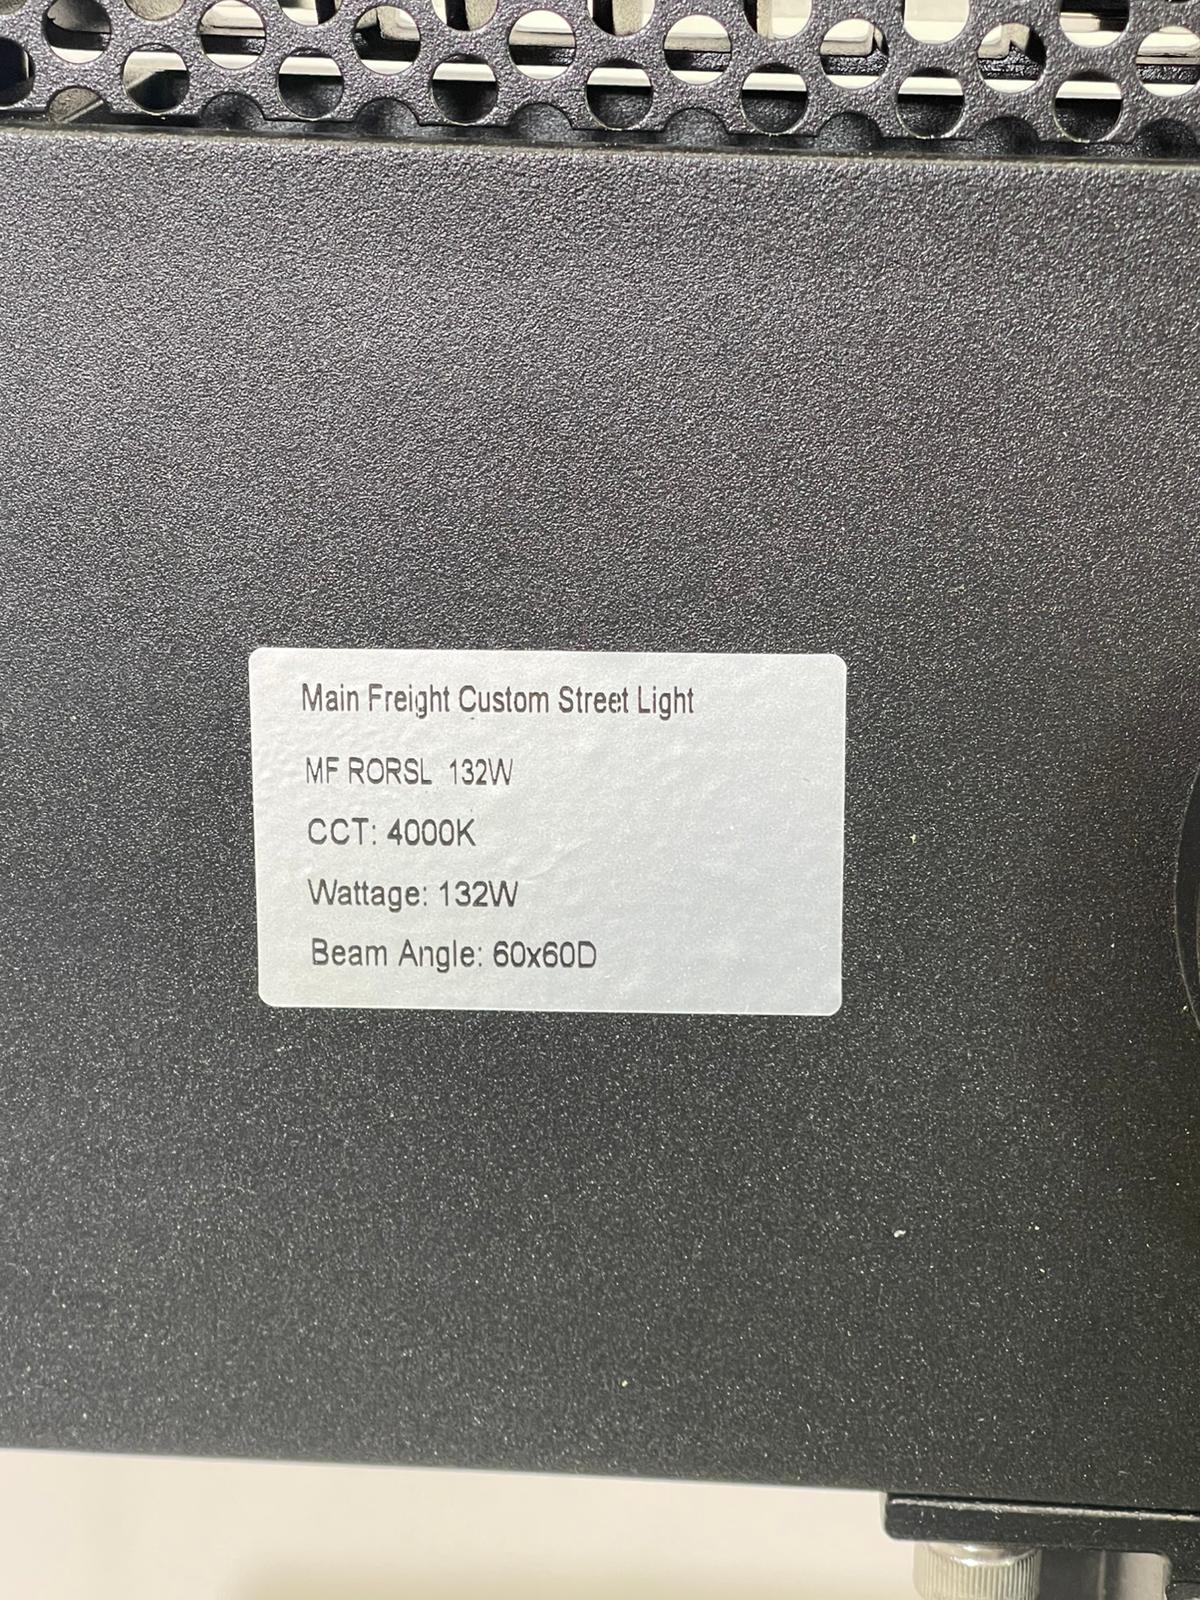 Main Freight Custom Street Light
MF RORSL 132W
CCT: 4000K
Wattage: 132W
Beam Angle: 60x60D